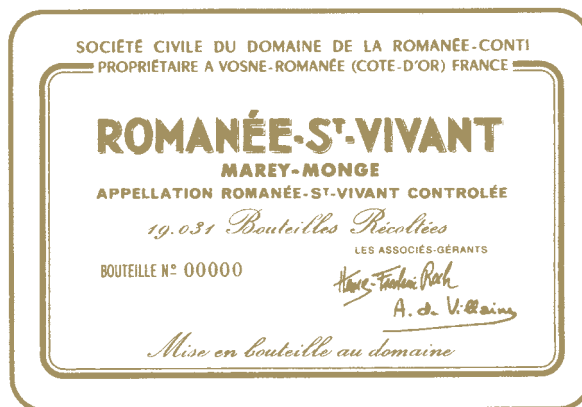 SOCIÉTÉ CIVILE DU DOMAINE DE LA ROMANÉE-CONTI
PROPRIÉTAIRE A VOSNE-ROMANÉE (COTE-D'OR) FRANCE
ROMANÉE-ST-VIVANT
MAREY-MONGE
APPELLATION ROMANÉE-ST-VIVANT CONTROLÉE
19.031 Bouteilles Récoltées
LES ASSOCIÉS-GÉRANTS
BOUTEILLE No 00000
Roch
A. de Villaine
Mise en bouteille au domaine